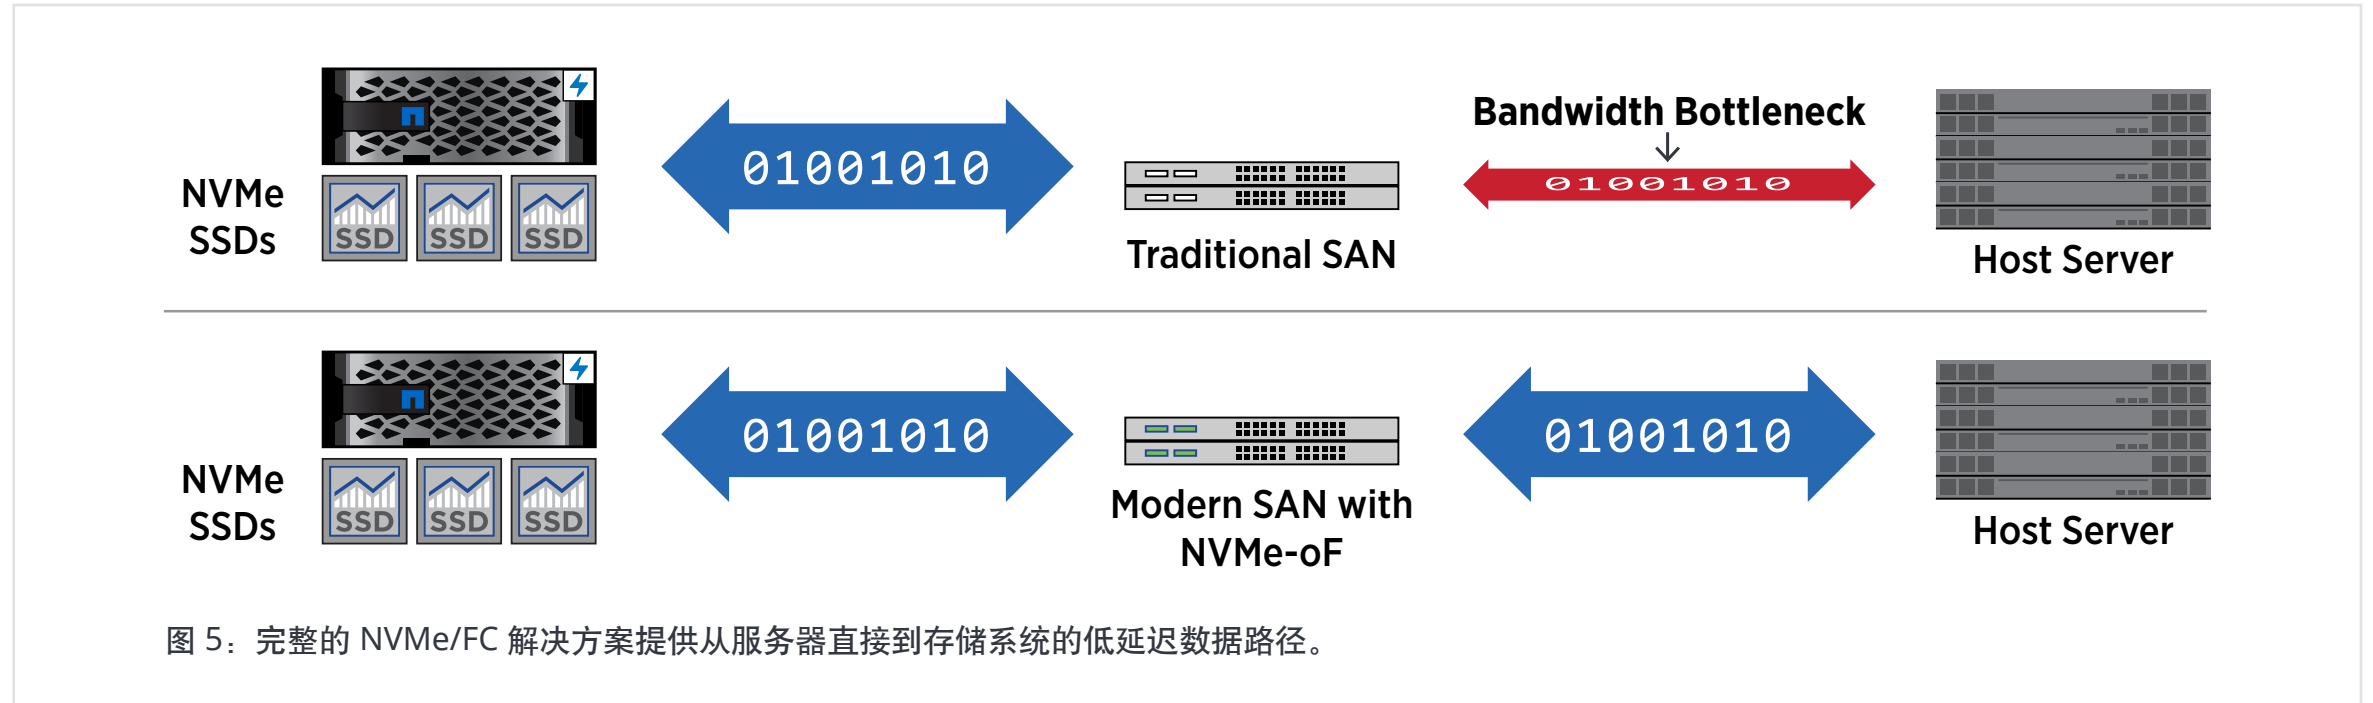 NVMe
SSDs
SSD SSD SSD
01001010
Traditional SAN
Bandwidth Bottleneck
01001010
Host Server
NVMe
SSDs
SSD SSD SSD
01001010
Modern SAN with
NVMe-oF
01001010
Host Server
图 5：完整的 NVMe/FC 解决方案提供从服务器直接到存储系统的低延迟数据路径。